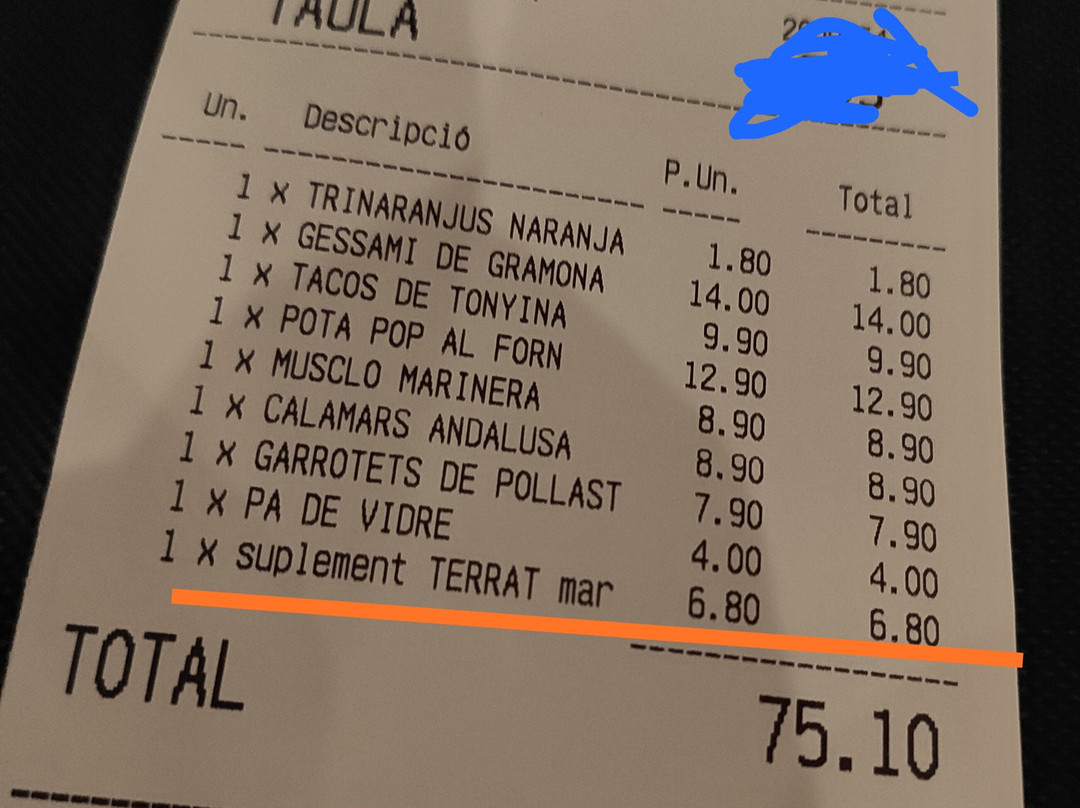 TAULA
Un. Descripció P.Un. Total
1 x TRINARANJUS NARANJA 1.80 1.80
1 x GESSAMI DE GRAMONA 14.00 14.00
1 x TACOS DE TONYINA 9.90 9.90
1 x POTA POP AL FORN 12.90 12.90
1 x MUSCLO MARINERA 8.90 8.90
1 x CALAMARS ANDALUSA 8.90 8.90
1 x GARROTETS DE POLLAST 7.90 7.90
1 x PA DE VIDRE 4.00 4.00
1 x suplement TERRAT mar 6.80 6.80
TOTAL 75.10